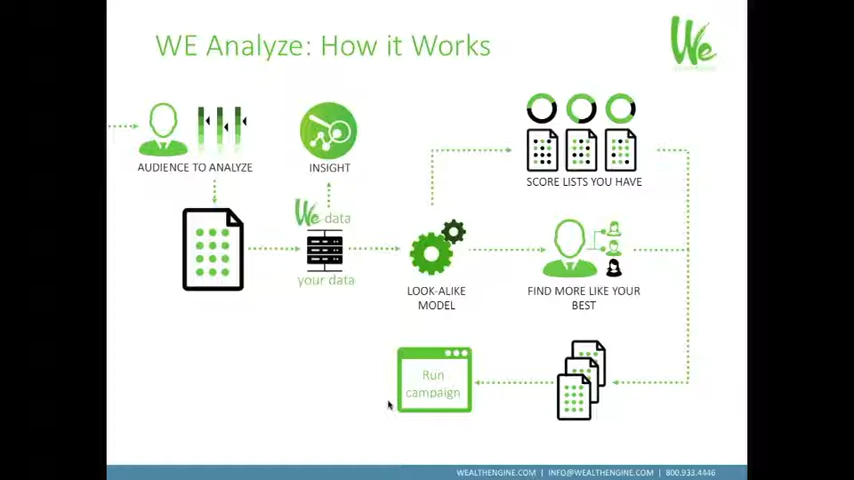 WE Analyze: How it Works
We
AUDIENCE TO ANALYZE
INSIGHT
SCORE LISTS YOU HAVE
We data
your data
LOOK-ALIKE
MODEL
FIND MORE LIKE YOUR
BEST
Run
campaign
WEALTHENGINE.COM | INFO@WEALTHENGINE.COM | 800.933.4446